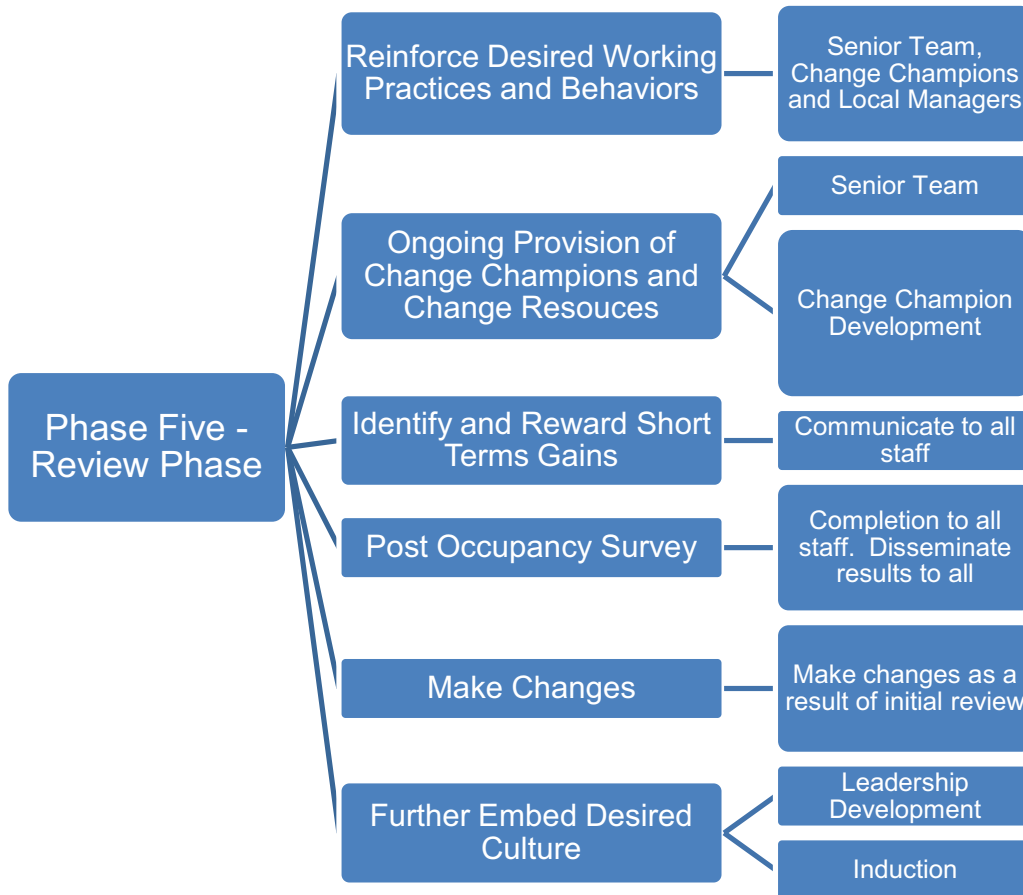 Phase Five -
Review Phase
Reinforce Desired Working
Practices and Behaviors
Senior Team,
Change Champions
and Local Managers
Ongoing Provision of
Change Champions and
Change Resouces
Senior Team
Change Champion
Development
Identify and Reward Short
Terms Gains
Communicate to all
staff
Post Occupancy Survey
Completion to all
staff.  Disseminate
results to all
Make Changes
Make changes as a
result of initial review
Further Embed Desired
Culture
Leadership
Development
Induction